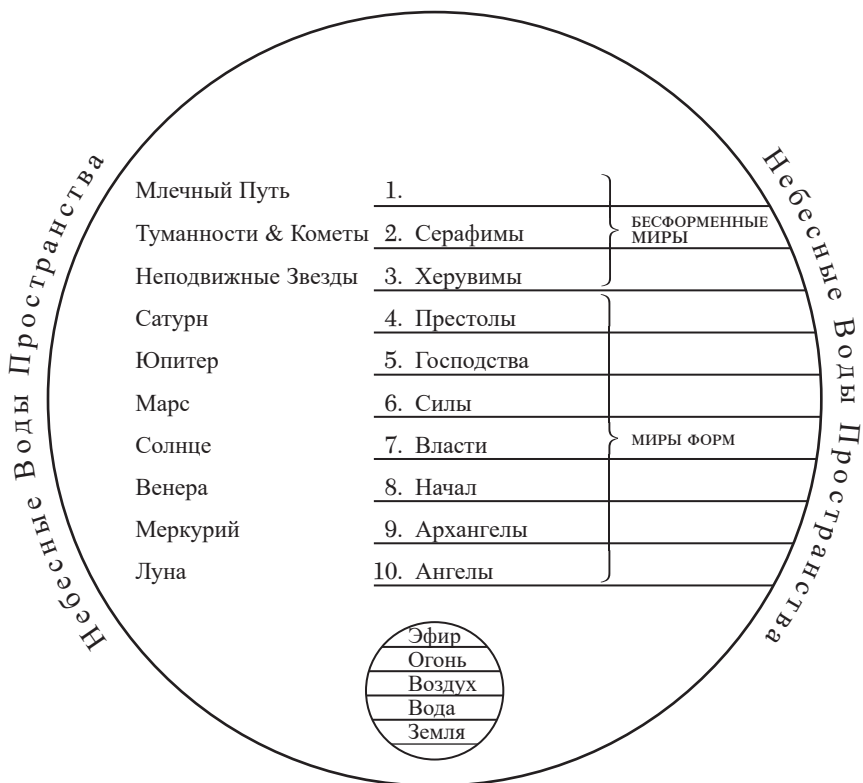 Небесные Воды Пространства
Небесные Воды Пространства
Млечный Путь 1.
Туманности & Кометы 2. Серафимы
БЕСФОРМЕННЫЕ
МИРЫ
Неподвижные Звезды 3. Херувимы
Сатурн 4. Престолы
Юпитер 5. Господства
Марс 6. Силы
Солнце 7. Власти
МИРЫ ФОРМ
Венера 8. Начал
Меркурий 9. Архангелы
Луна 10. Ангелы
Эфир
Огонь
Воздух
Вода
Земля